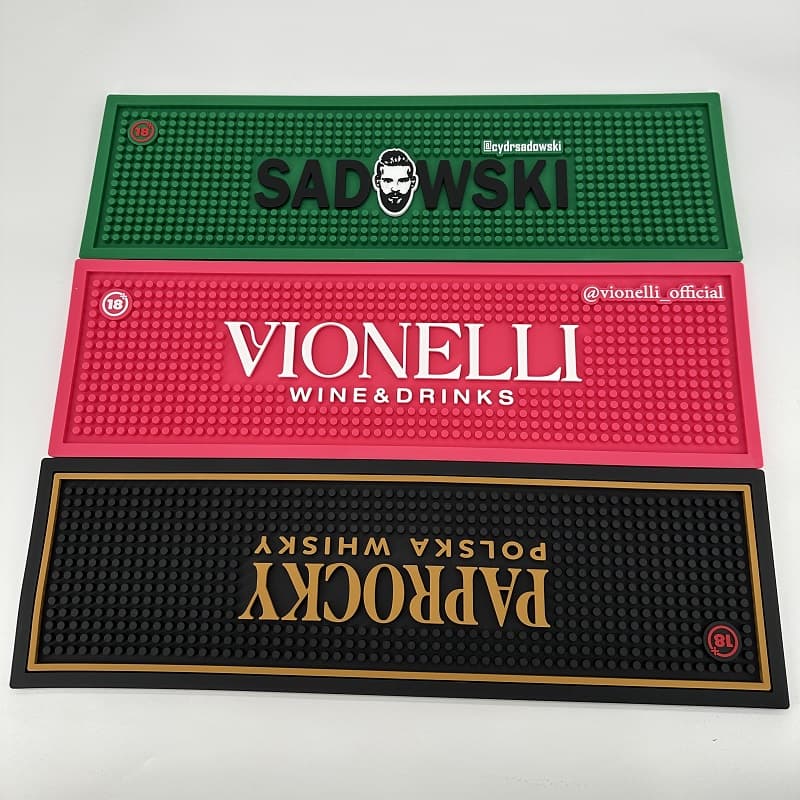 18+
@cydrsadowski
SADOWSKI
18+
@vionelli_official
VIONELLI
WINE&DRINKS
PAPROCKY
POLSKA WHISKY
18+